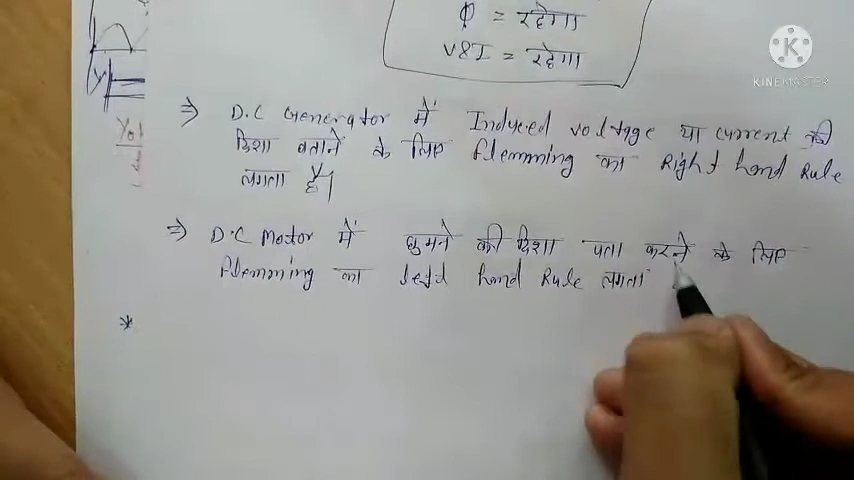 φ = रहेगा
V&I = रहेगा
KINEMASTER
Y
⇒ D.C Generator में Induced voltage या current की
दिशा बताने के लिए flemming का Right hand Rule
लगता है।
⇒ D.C Motor में घुमने की दिशा पता करने के लिए
flemming का left hand Rule लगता
*